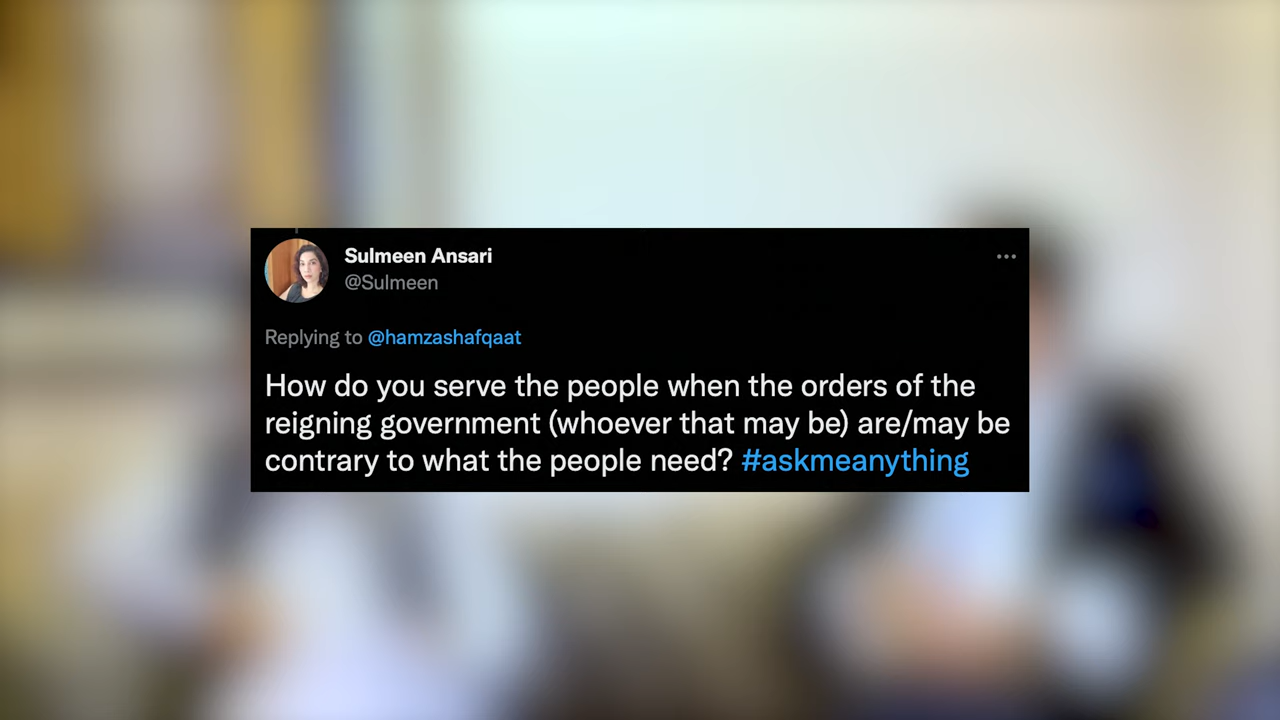 Sulmeen Ansari
@Sulmeen
Replying to @hamzashafqaat
How do you serve the people when the orders of the
reigning government (whoever that may be) are/may be
contrary to what the people need? #askmeanything